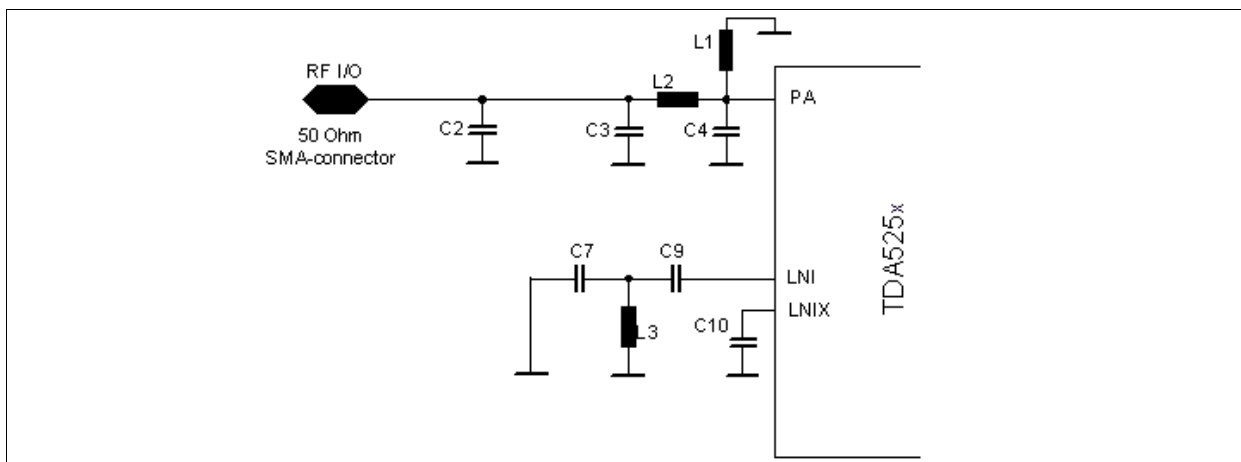 L1
RF I/O
L2
PA
C2
C3
C4
50 Ohm
SMA-connector
TDA525x
C7
C9
LNI
LNIX
L3
C10